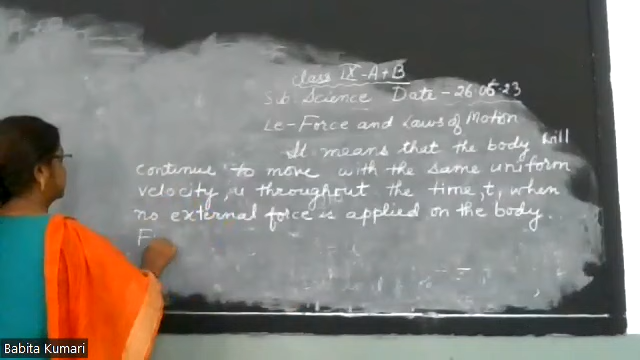 Class IX-A+B
Sub Science Date - 26.05.23
Le-Force and Laws of Motion
It means that the body will
continue to move with the same uniform
velocity, u throughout the time, t, when
no external force is applied on the body.
F
Babita Kumari